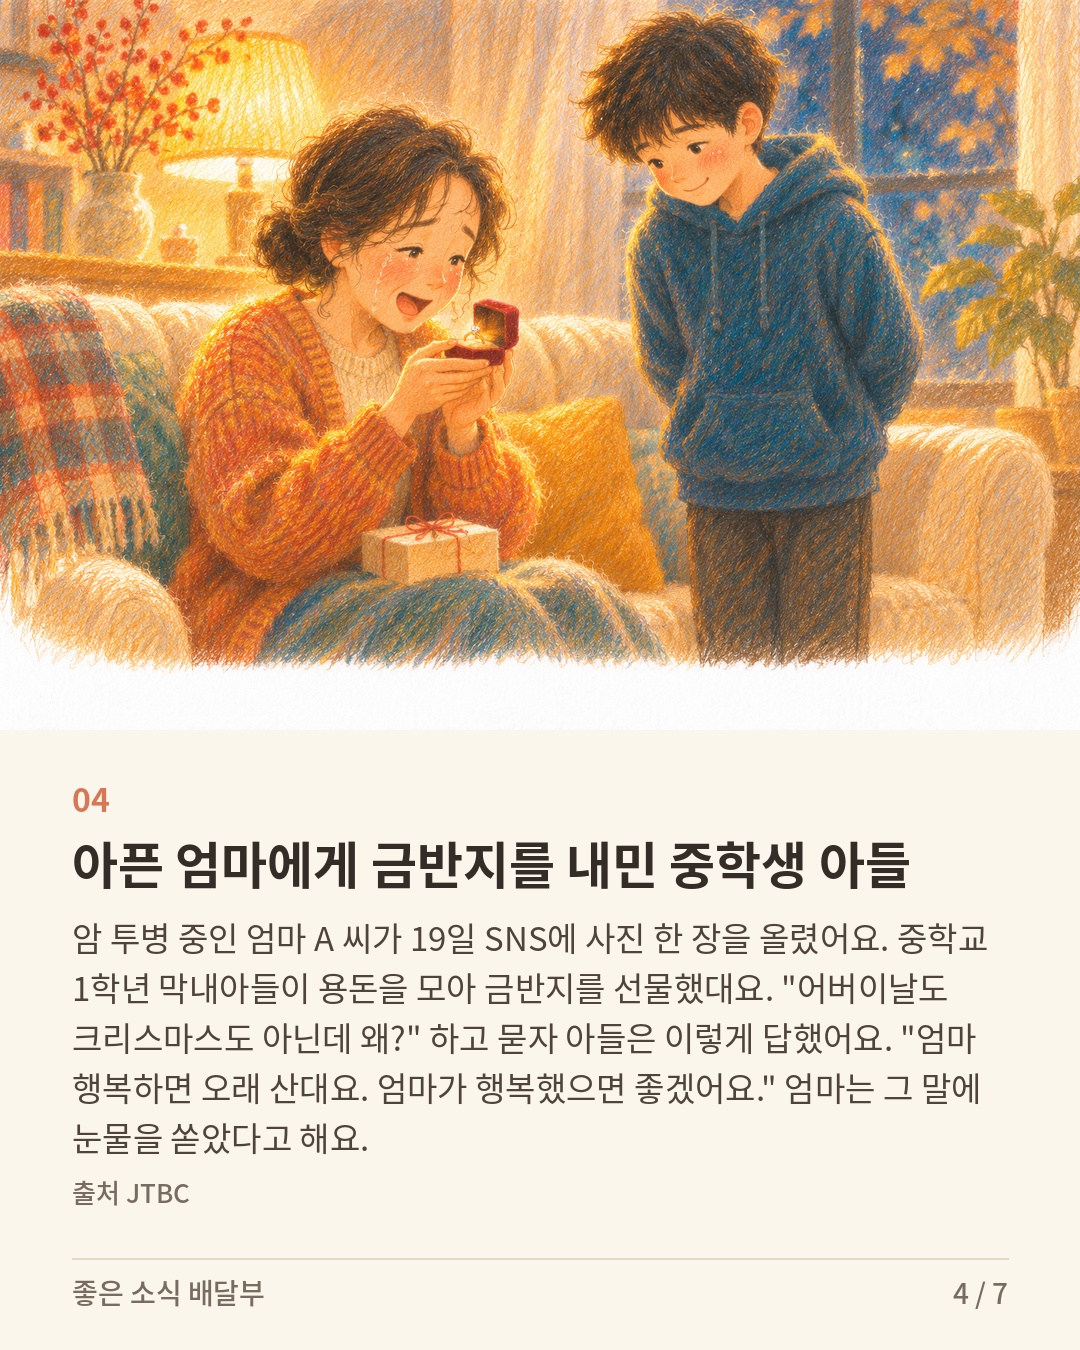 04
아픈 엄마에게 금반지를 내민 중학생 아들
암 투병 중인 엄마 A 씨가 19일 SNS에 사진 한 장을 올렸어요. 중학교
1학년 막내아들이 용돈을 모아 금반지를 선물했대요. "어버이날도
크리스마스도 아닌데 왜?" 하고 묻자 아들은 이렇게 답했어요. "엄마
행복하면 오래 산대요. 엄마가 행복했으면 좋겠어요." 엄마는 그 말에
눈물을 쏟았다고 해요.
출처 JTBC
좋은 소식 배달부
4 / 7